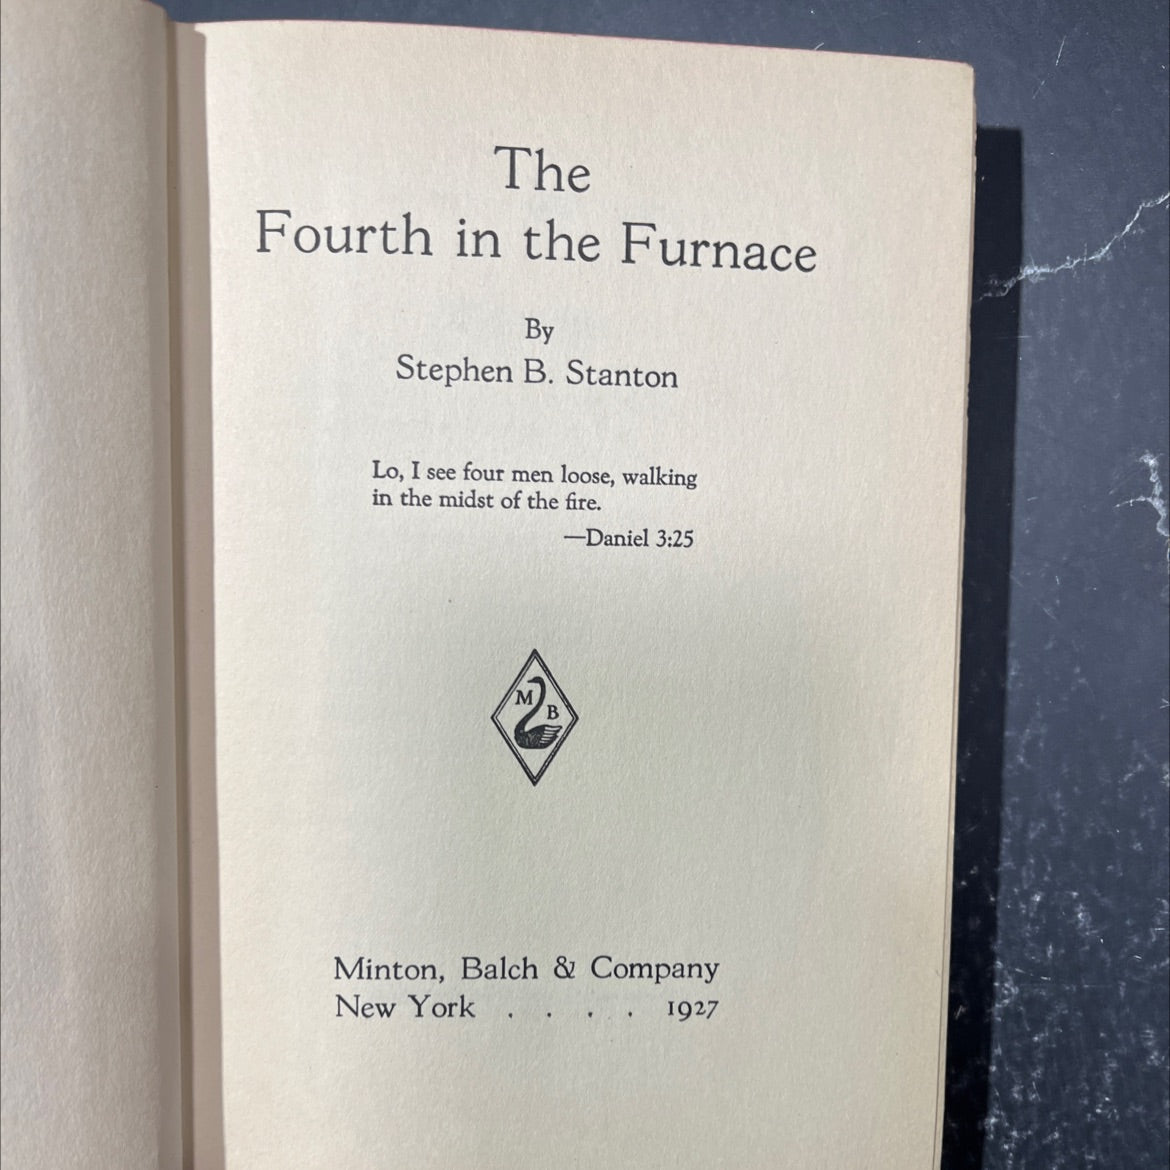 The
Fourth in the Furnace
By
Stephen B. Stanton
Lo, I see four men loose, walking
in the midst of the fire.
—Daniel 3:25
M
B
Minton, Balch & Company
New York . . . . 1927